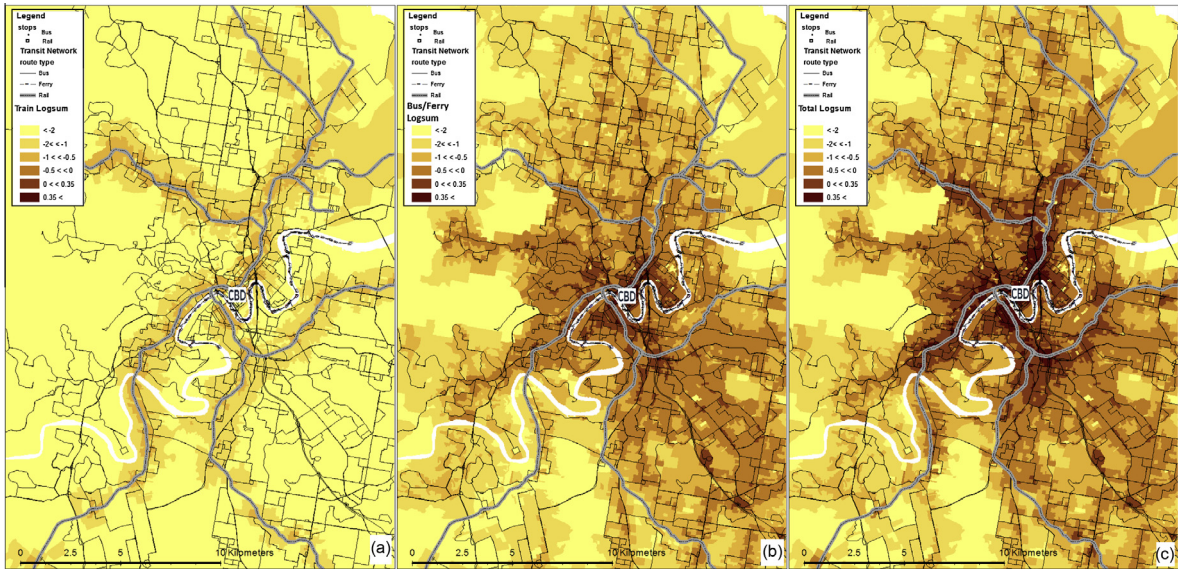 Legend
stops
Bus
Rail
Transit Network
route type
Bus
Ferry
Rail
Train Logsum
< -2
-2< < -1
-1 < < -0.5
-0.5 < < 0
0 < < 0.35
0.35 <
CBD
0 2.5 5 10 Kilometers
(a)
Legend
stops
Bus
Rail
Transit Network
route type
Bus
Ferry
Rail
Bus/Ferry
Logsum
< -2
-2< < -1
-1 < < -0.5
-0.5 < < 0
0 < < 0.35
0.35 <
CBD
0 2.5 5 10 Kilometers
(b)
Legend
stops
Bus
Rail
Transit Network
route type
Bus
Ferry
Rail
Total Logsum
< -2
-2< < -1
-1 < < -0.5
-0.5 < < 0
0 < < 0.35
0.35 <
CBD
0 2.5 5 10 Kilometers
(c)